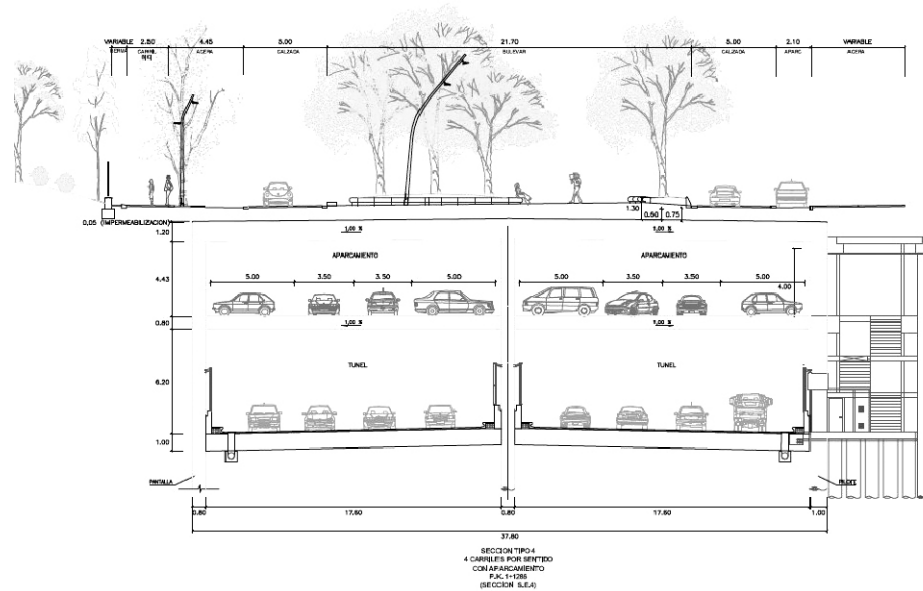 VARIABLE 2.50 4.45 5.00 21.70 5.00 2.10 VARIABLE
BERMA CARRIL ACERA CALZADA BULEVAR CALZADA APARC. ACERA
BICI
0,05 (IMPERMEABILIZACION)
1.30 0.60 0.75
1.20
1,00 %
1,00 %
APARCAMIENTO APARCAMIENTO
5.00 3.50 3.50 5.00 5.00 3.50 3.50 5.00
4.43
4.00
0.80
1,00 %
1,00 %
TUNEL TUNEL
6.20
1.00
PANTALLA
PILOTE
0.80 17.80 0.80 17.80 1.00
37.80
SECCION TIPO 4
4 CARRILES POR SENTIDO
CON APARCAMIENTO
P.K. 1+1286
(SECCION S.E.4)